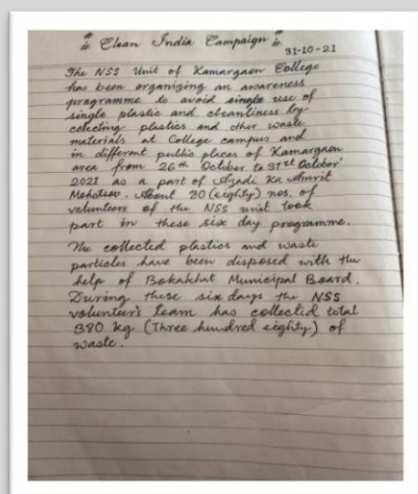 Clean India Campaign
31-10-21
The NSS Unit of Kamargaon College
has been organizing an awareness
programme to avoid single use of
single plastic and cleanliness by
celecting plastics and other waste
materials at College campus and
in different public places of Kamargaon
area from 26th October to 31st October'
2021 as a part of Azadi Ka Amrit
Mohotsov. About 80 (eighty) nos. of
volunteers of the NSS unit took
part in these six day programme.
The collected plastics and waste
particles have been disposed with the
help of Bokakhat Municipal Board.
During these six days the NSS
volunteer's team has collected total
380 kg (Three hundred eighty) of
waste.